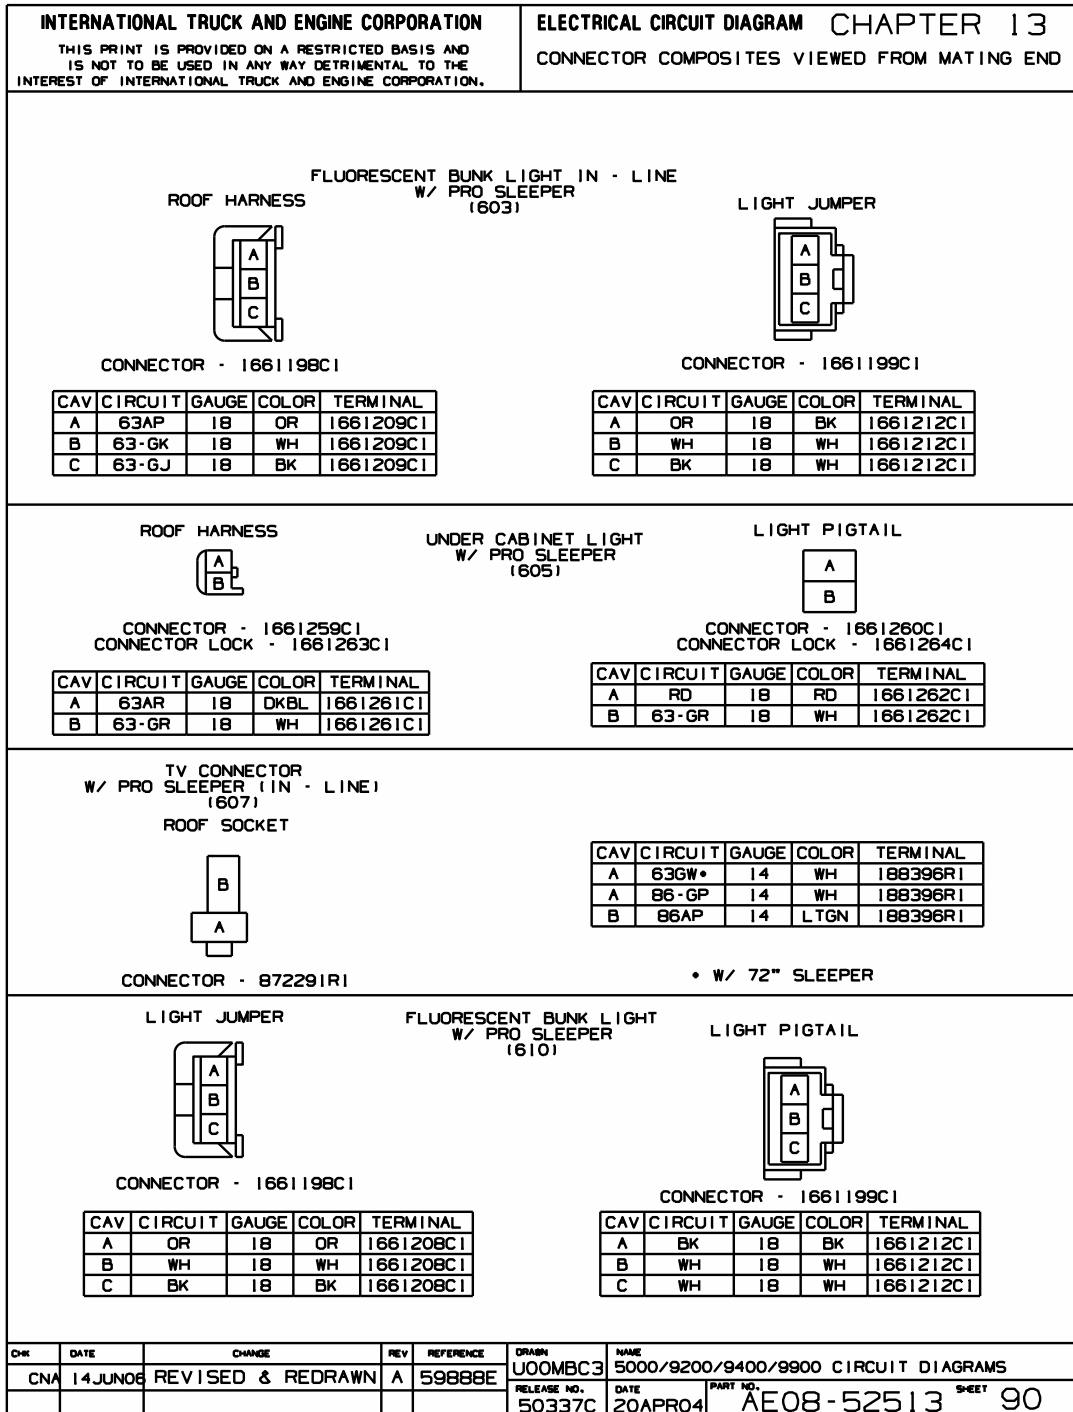 INTERNATIONAL TRUCK AND ENGINE CORPORATION
THIS PRINT IS PROVIDED ON A RESTRICTED BASIS AND
IS NOT TO BE USED IN ANY WAY DETRIMENTAL TO THE
INTEREST OF INTERNATIONAL TRUCK AND ENGINE CORPORATION.
ELECTRICAL CIRCUIT DIAGRAM CHAPTER 13
CONNECTOR COMPOSITES VIEWED FROM MATING END
FLUORESCENT BUNK LIGHT IN - LINE
W/ PRO SLEEPER
(603)
ROOF HARNESS
A
B
C
CONNECTOR - 1661198C1
CAV CIRCUIT GAUGE COLOR TERMINAL
A 63AP 18 OR 1661209C1
B 63-GK 18 WH 1661209C1
C 63-GJ 18 BK 1661209C1
LIGHT JUMPER
A
B
C
CONNECTOR - 1661199C1
CAV CIRCUIT GAUGE COLOR TERMINAL
A OR 18 BK 1661212C1
B WH 18 WH 1661212C1
C BK 18 WH 1661212C1
ROOF HARNESS
A
B
CONNECTOR - 1661259C1
CONNECTOR LOCK - 1661263C1
CAV CIRCUIT GAUGE COLOR TERMINAL
A 63AR 18 DKBL 1661261C1
B 63-GR 18 WH 1661261C1
UNDER CABINET LIGHT
W/ PRO SLEEPER
(605)
LIGHT PIGTAIL
A
B
CONNECTOR - 1661260C1
CONNECTOR LOCK - 1661264C1
CAV CIRCUIT GAUGE COLOR TERMINAL
A RD 18 RD 1661262C1
B 63-GR 18 WH 1661262C1
TV CONNECTOR
W/ PRO SLEEPER (IN - LINE)
(607)
ROOF SOCKET
B
A
CONNECTOR - 872291R1
CAV CIRCUIT GAUGE COLOR TERMINAL
A 63GW• 14 WH 188396R1
A 86-GP 14 WH 188396R1
B 86AP 14 LTGN 188396R1
• W/ 72" SLEEPER
LIGHT JUMPER
A
B
C
CONNECTOR - 1661198C1
CAV CIRCUIT GAUGE COLOR TERMINAL
A OR 18 OR 1661208C1
B WH 18 WH 1661208C1
C BK 18 BK 1661208C1
FLUORESCENT BUNK LIGHT
W/ PRO SLEEPER
(610)
LIGHT PIGTAIL
A
B
C
CONNECTOR - 1661199C1
CAV CIRCUIT GAUGE COLOR TERMINAL
A BK 18 BK 1661212C1
B WH 18 WH 1661212C1
C WH 18 WH 1661212C1
CHK DATE CHANGE REV REFERENCE
CNA 14JUN06 REVISED & REDRAWN A 59888E
DRAWN U00MBC3
NAME 5000/9200/9400/9900 CIRCUIT DIAGRAMS
RELEASE NO. 50337C
DATE 20APR04
PART NO. AE08-52513
SHEET 90